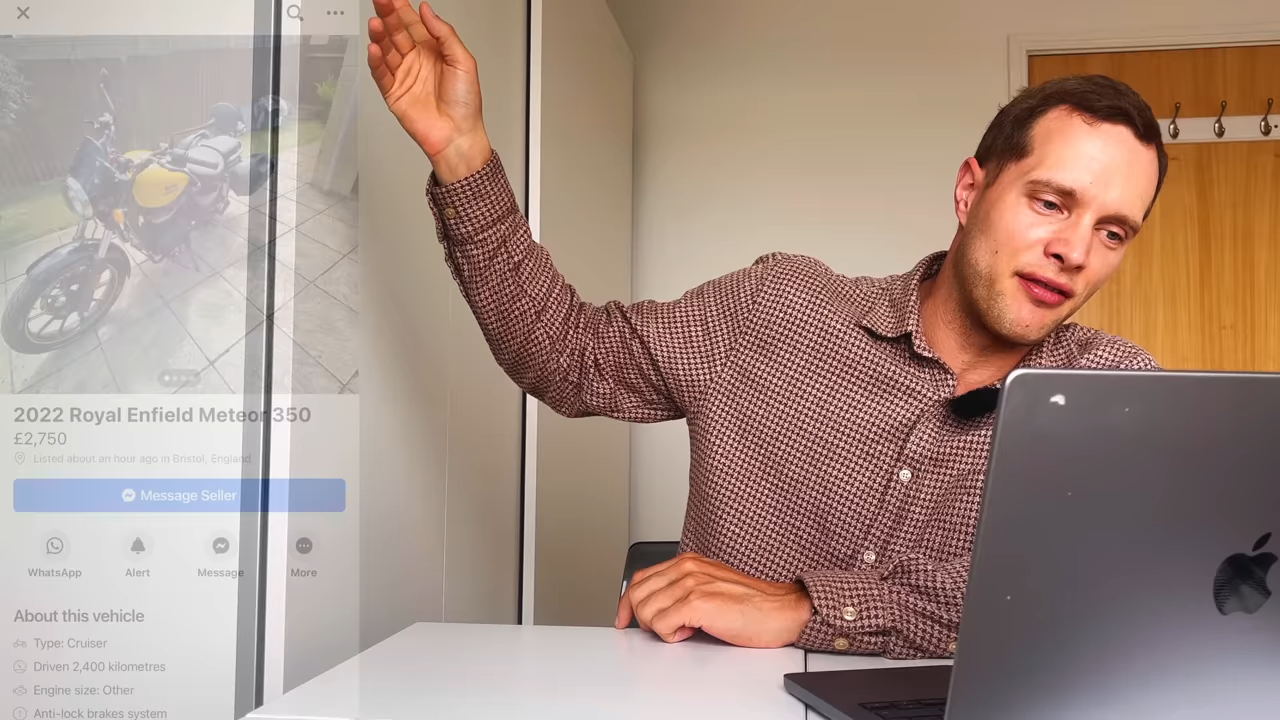 2022 Royal Enfield Meteor 350
£2,750
Listed about an hour ago in Bristol, England
Message Seller
WhatsApp
Alert
Message
More
About this vehicle
Type: Cruiser
Driven 2,400 kilometres
Engine size: Other
Anti-lock brakes system